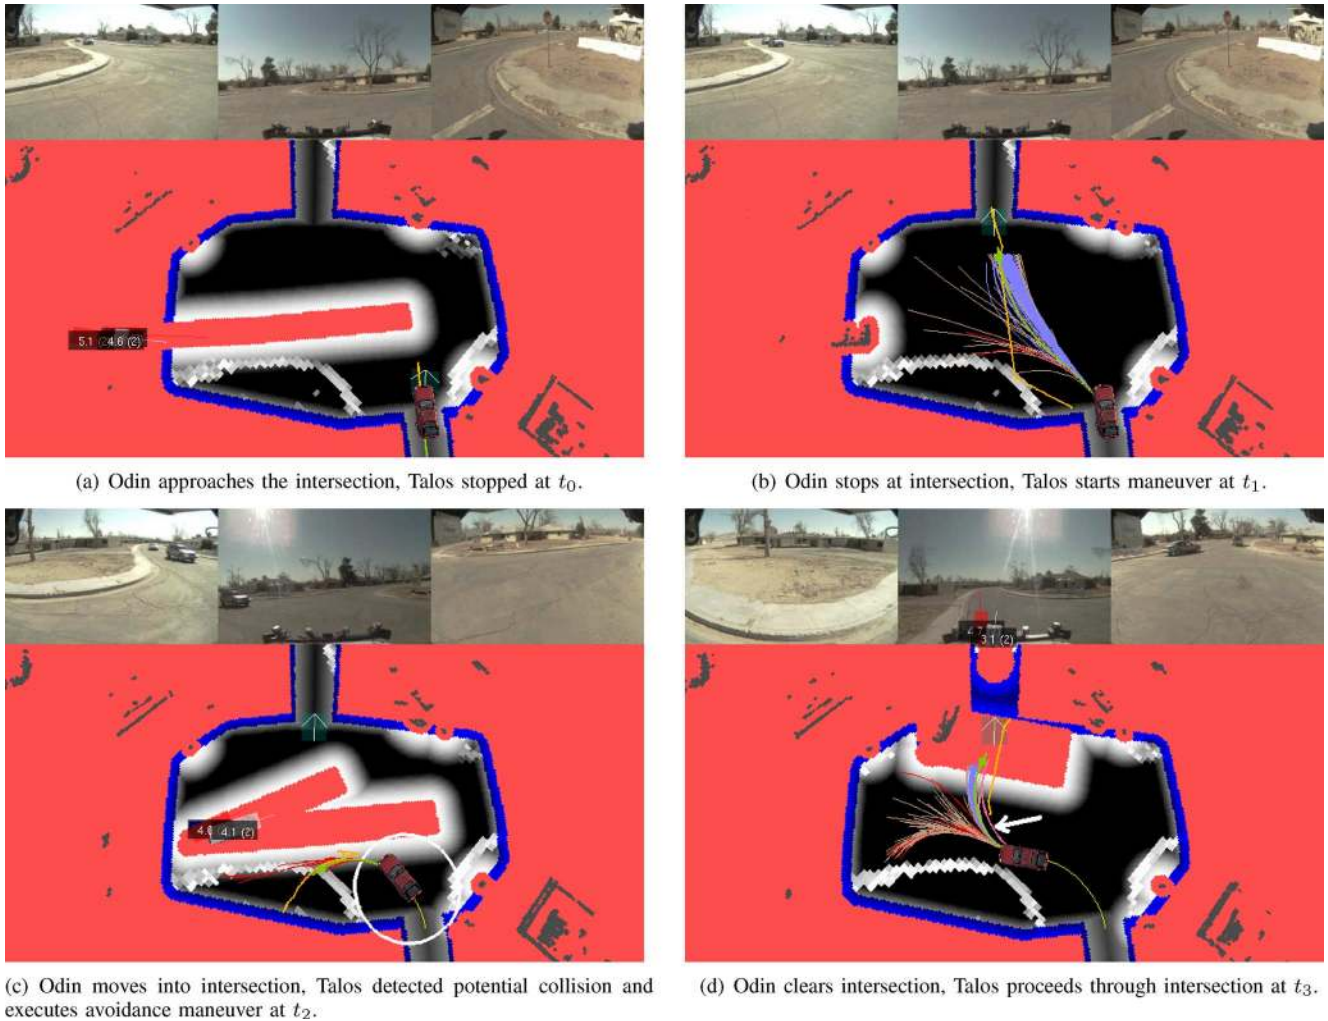 5.1 4.6 (2)
(a) Odin approaches the intersection, Talos stopped at t0.
(b) Odin stops at intersection, Talos starts maneuver at t1.
4.1 (2)
3.1 (2)
(c) Odin moves into intersection, Talos detected potential collision and
executes avoidance maneuver at t2.
(d) Odin clears intersection, Talos proceeds through intersection at t3.